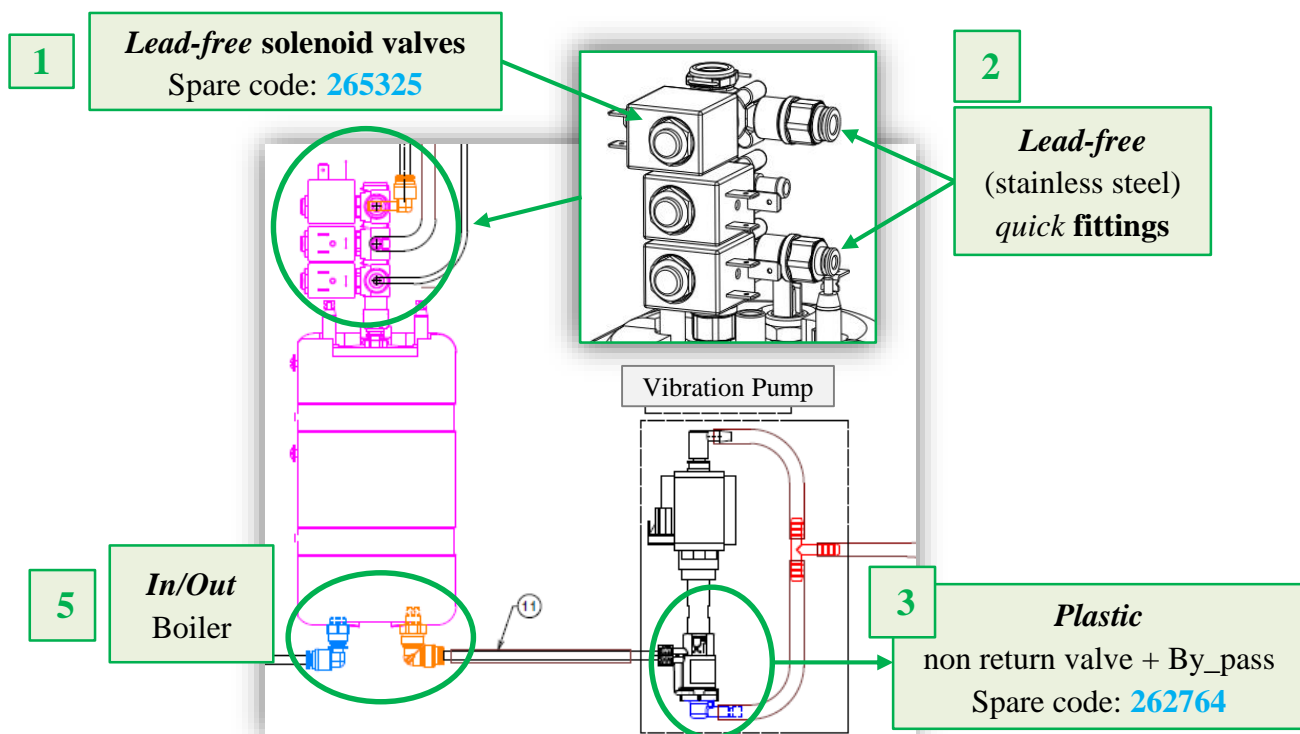 1
Lead-free solenoid valves
Spare code: 265325
2
Lead-free
(stainless steel)
quick fittings
Vibration Pump
5
In/Out
Boiler
11
3
Plastic
non return valve + By_pass
Spare code: 262764